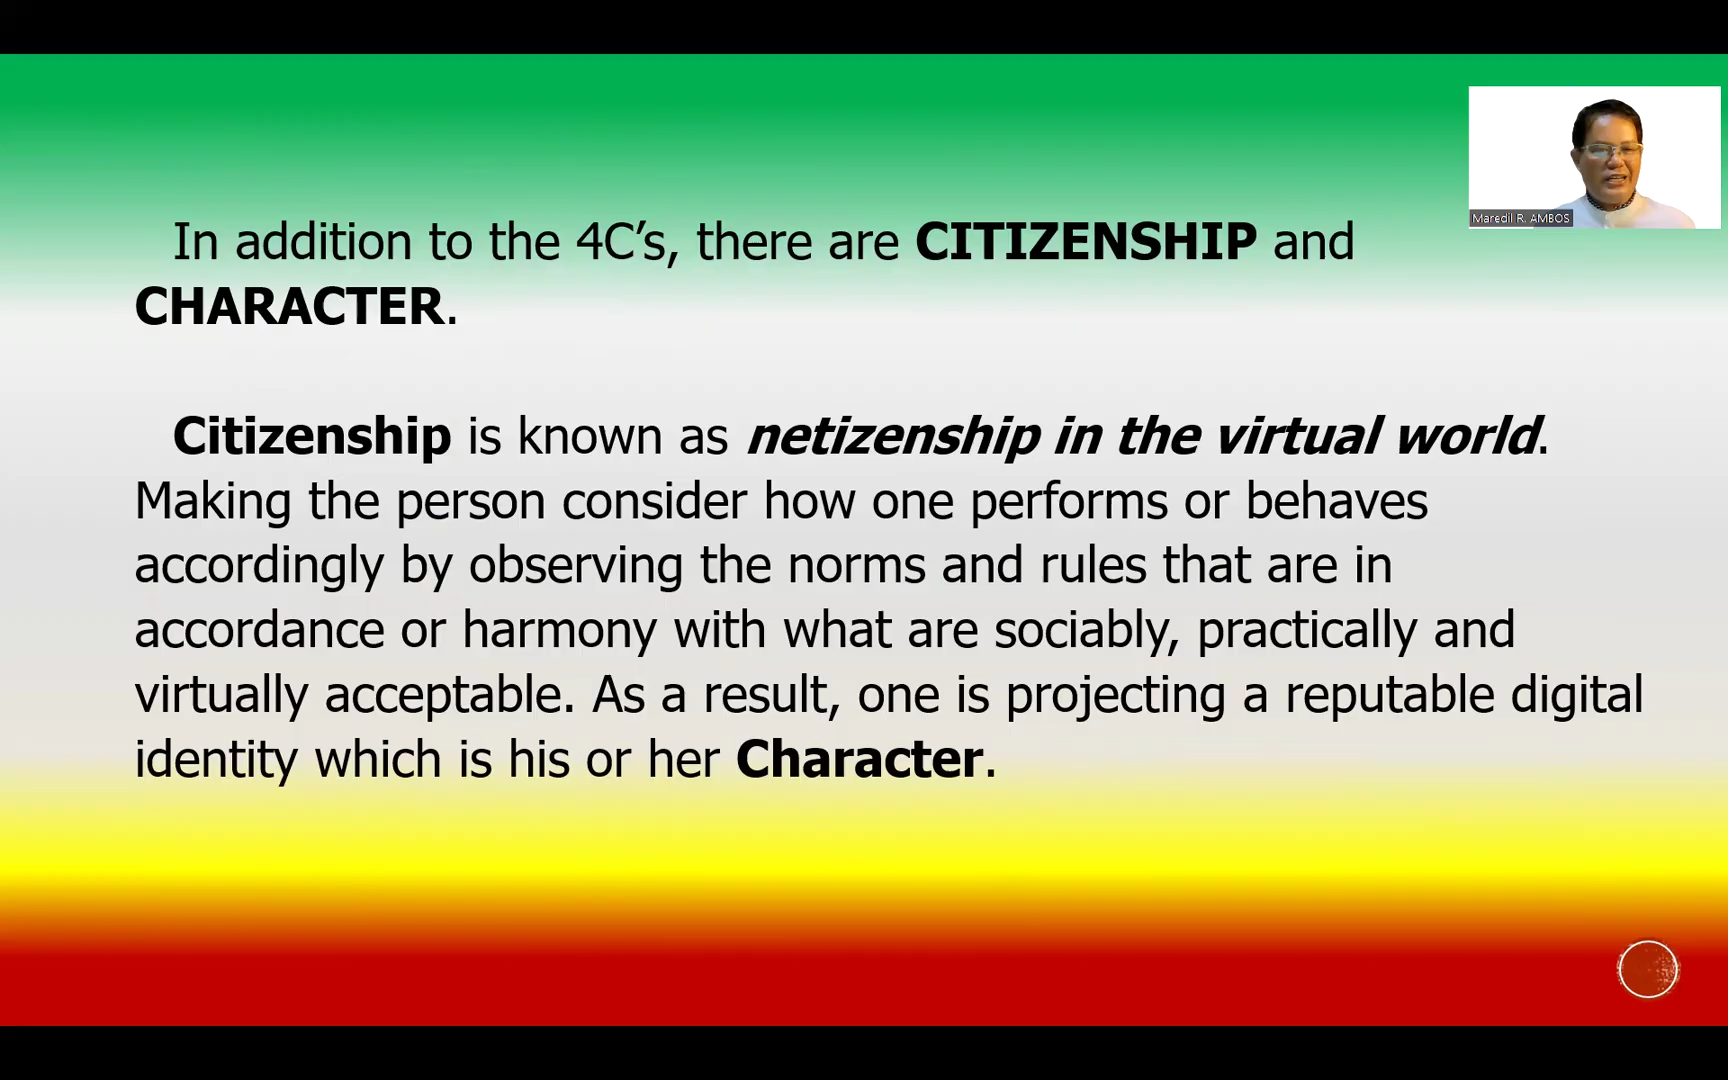 In addition to the 4C’s, there are CITIZENSHIP and
CHARACTER.
Citizenship is known as netizenship in the virtual world.
Making the person consider how one performs or behaves
accordingly by observing the norms and rules that are in
accordance or harmony with what are sociably, practically and
virtually acceptable. As a result, one is projecting a reputable digital
identity which is his or her Character.
Maredil R. AMBOS